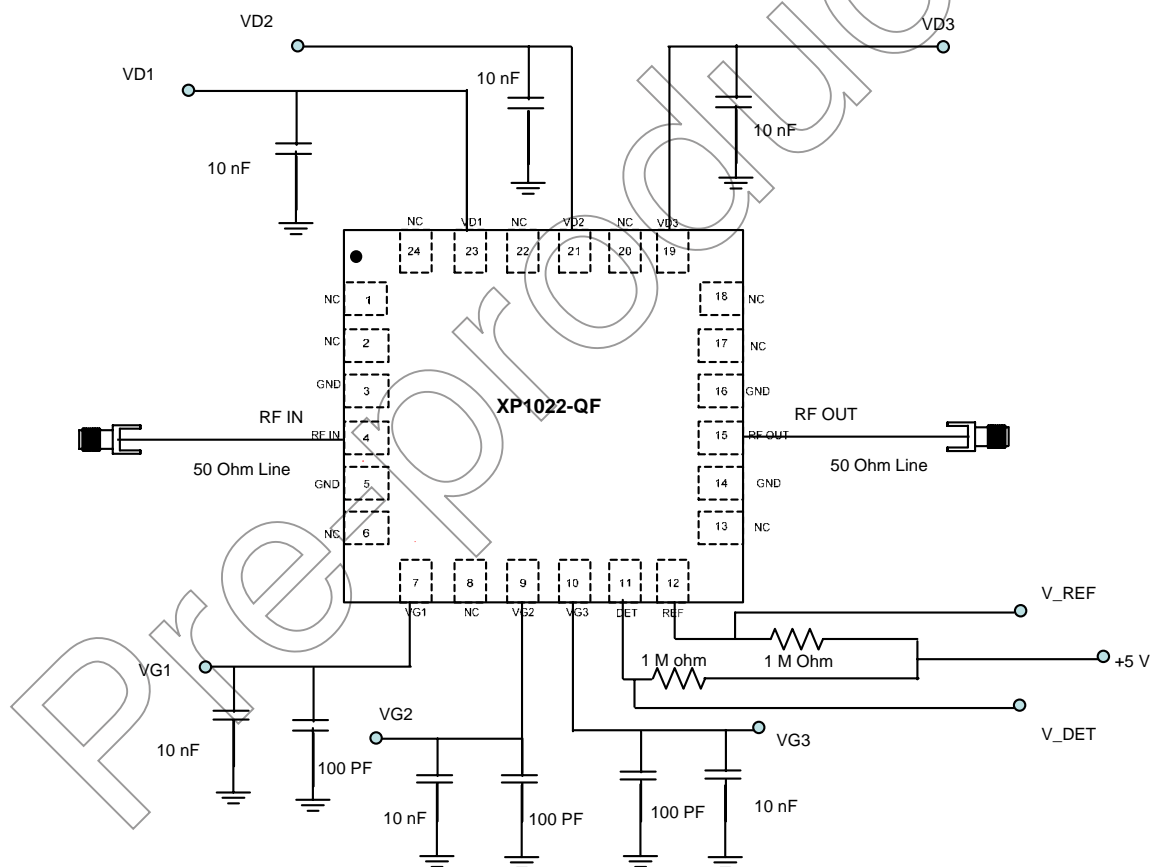 VD2
VD3
VD1
10 nF
10 nF
10 nF
NC VD1 NC VD2 NC VD3
24 23 22 21 20 19
NC 1 18 NC
NC 2 17 NC
GND 3 16 GND
XP1022-QF
RF IN RF OUT
RF IN 4 15 RF OUT
50 Ohm Line 50 Ohm Line
GND 5 14 GND
NC 6 13 NC
7 8 9 10 11 12
VG1 NC VG2 VG3 DET REF
V_REF
1 M ohm 1 M Ohm
+5 V
VG1
VG2
VG3
V_DET
10 nF
100 PF
10 nF
100 PF
100 PF
10 nF
Pre-produc